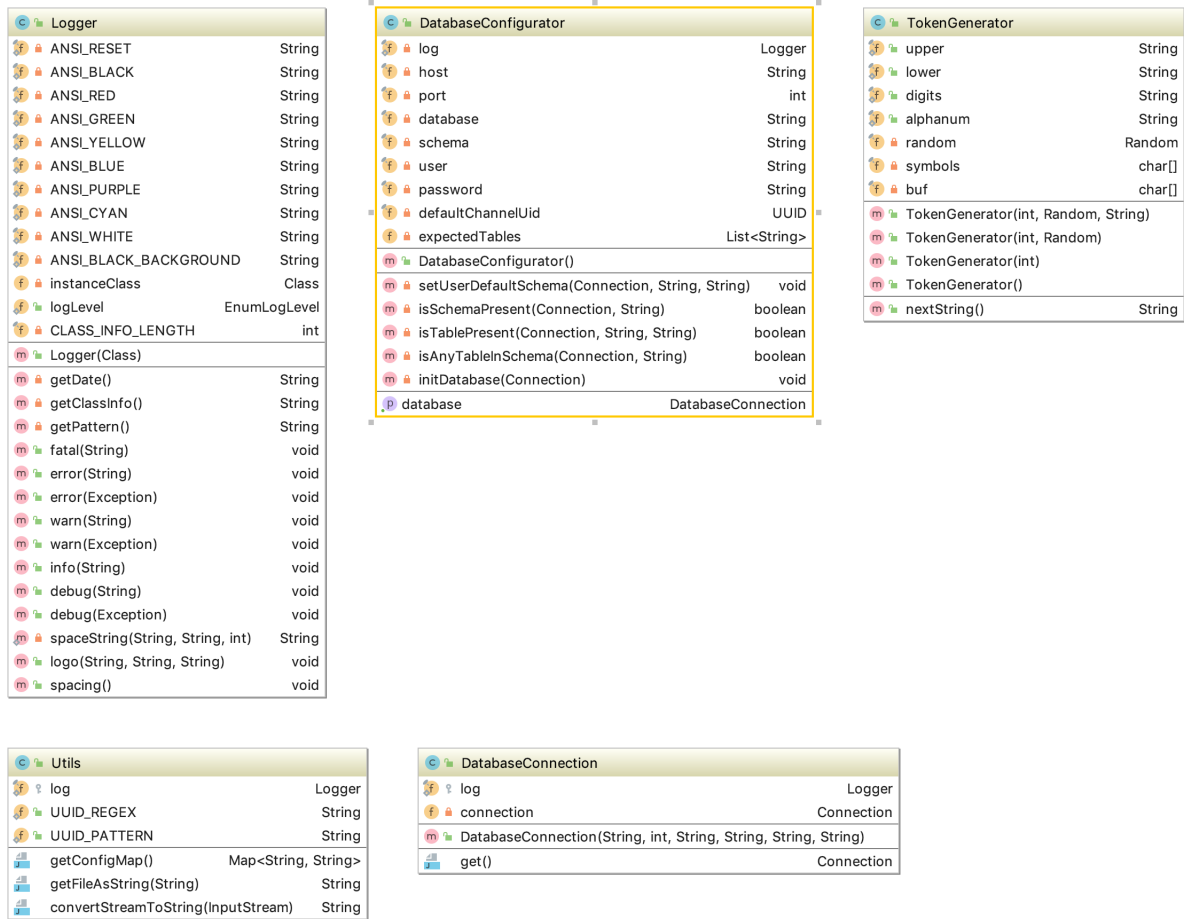 Logger
ANSI_RESET String
ANSI_BLACK String
ANSI_RED String
ANSI_GREEN String
ANSI_YELLOW String
ANSI_BLUE String
ANSI_PURPLE String
ANSI_CYAN String
ANSI_WHITE String
ANSI_BLACK_BACKGROUND String
instanceClass Class
logLevel EnumLogLevel
CLASS_INFO_LENGTH int
Logger(Class)
getDate() String
getClassInfo() String
getPattern() String
fatal(String) void
error(String) void
error(Exception) void
warn(String) void
warn(Exception) void
info(String) void
debug(String) void
debug(Exception) void
spaceString(String, String, int) String
logo(String, String, String) void
spacing() void
DatabaseConfigurator
log Logger
host String
port int
database String
schema String
user String
password String
defaultChannelUid UUID
expectedTables List<String>
DatabaseConfigurator()
setUserDefaultSchema(Connection, String, String) void
isSchemaPresent(Connection, String) boolean
isTablePresent(Connection, String, String) boolean
isAnyTableInSchema(Connection, String) boolean
initDatabase(Connection) void
database DatabaseConnection
TokenGenerator
upper String
lower String
digits String
alphanum String
random Random
symbols char[]
buf char[]
TokenGenerator(int, Random, String)
TokenGenerator(int, Random)
TokenGenerator(int)
TokenGenerator()
nextString() String
Utils
log Logger
UUID_REGEX String
UUID_PATTERN String
getConfigMap() Map<String, String>
getFileAsString(String) String
convertStreamToString(InputStream) String
DatabaseConnection
log Logger
connection Connection
DatabaseConnection(String, int, String, String, String, String)
get() Connection